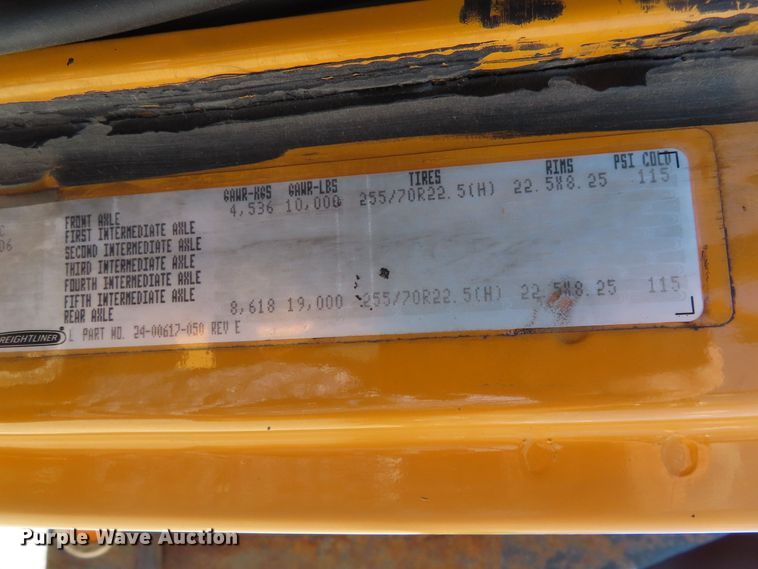 GAWR-KGS GAWR-LBS TIRES RIMS PSI COLD
FRONT AXLE 4,536 10,000 255/70R22.5(H) 22.5X8.25 115
FIRST INTERMEDIATE AXLE
SECOND INTERMEDIATE AXLE
THIRD INTERMEDIATE AXLE
FOURTH INTERMEDIATE AXLE
FIFTH INTERMEDIATE AXLE
REAR AXLE 8,618 19,000 255/70R22.5(H) 22.5X8.25 115
REIGHTLINER L PART NO. 24-00617-050 REV E
06
Purple Wave Auction